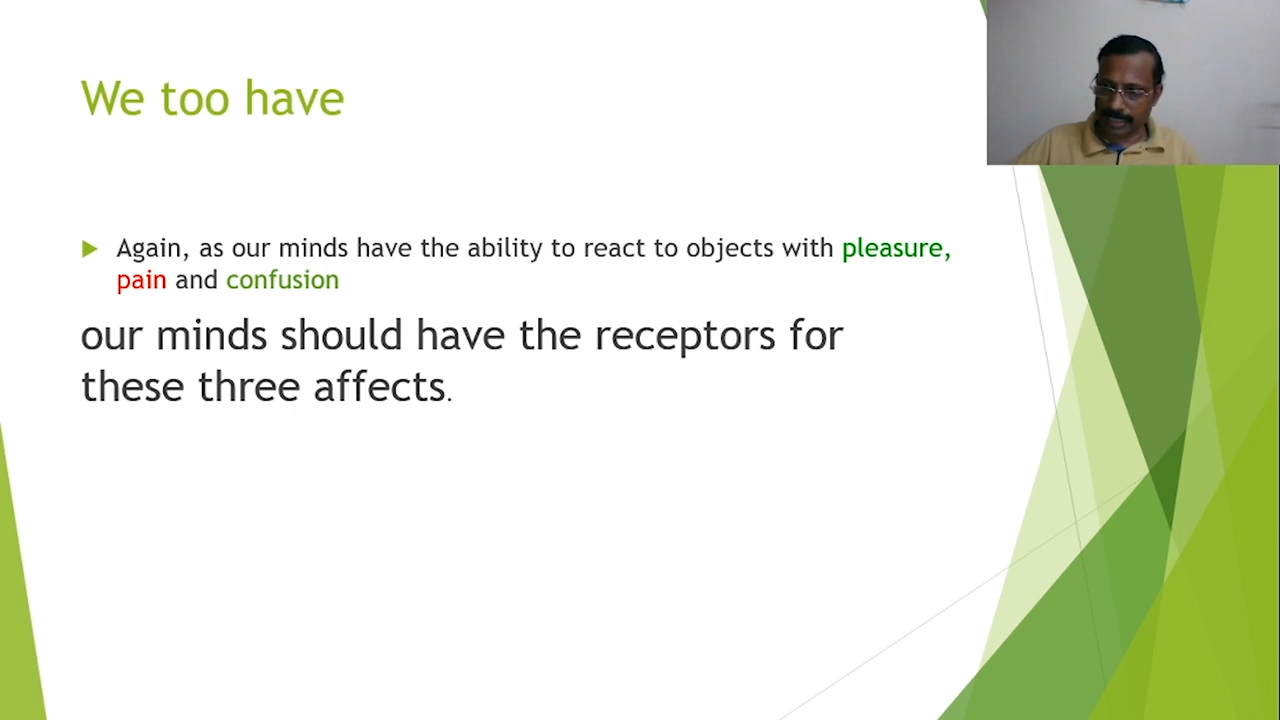 We too have
Again, as our minds have the ability to react to objects with pleasure,
pain and confusion
our minds should have the receptors for
these three affects.